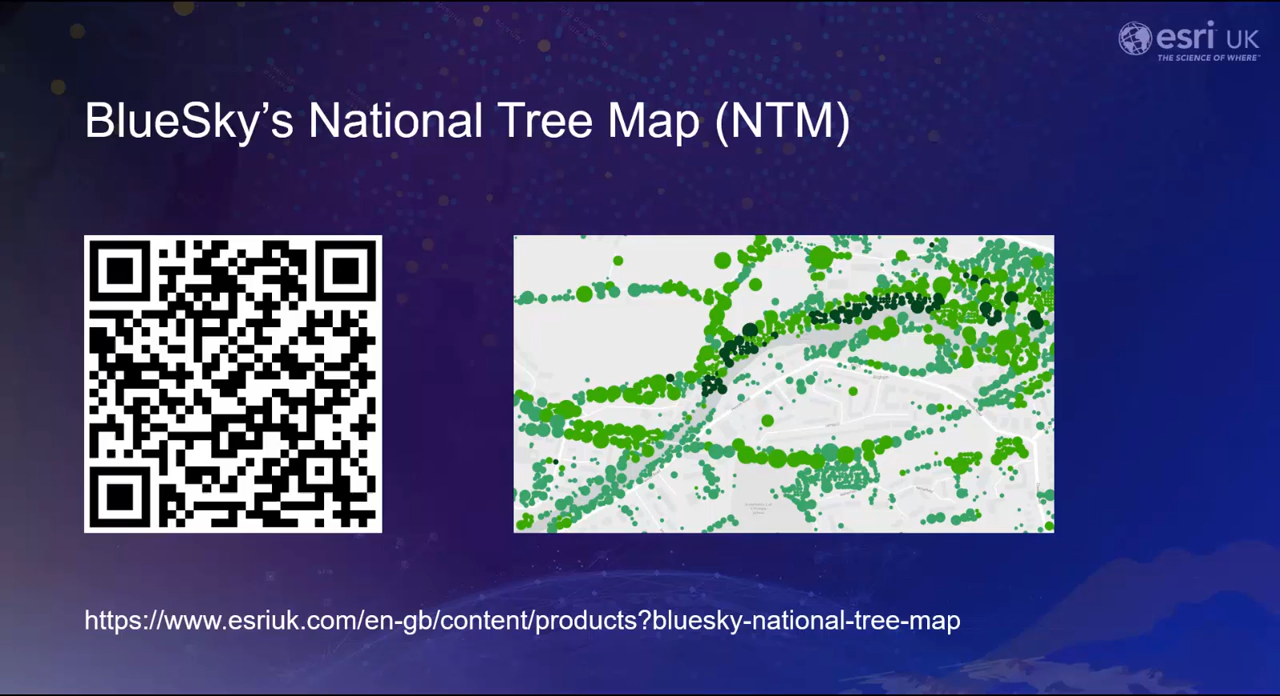 esri UK
THE SCIENCE OF WHERE™
BlueSky’s National Tree Map (NTM)
https://www.esriuk.com/en-gb/content/products?bluesky-national-tree-map